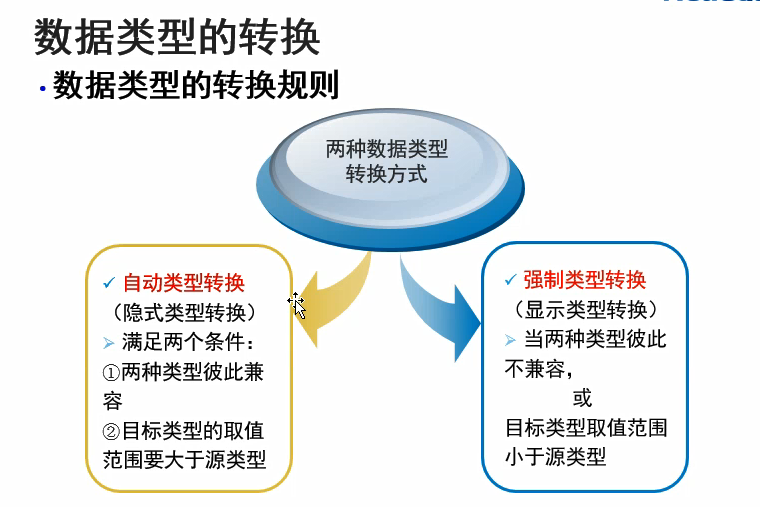 数据类型的转换
·数据类型的转换规则
两种数据类型
转换方式
自动类型转换
（隐式类型转换）
满足两个条件：
①两种类型彼此兼
容
②目标类型的取值
范围要大于源类型
强制类型转换
（显示类型转换）
当两种类型彼此
不兼容，
或
目标类型取值范围
小于源类型